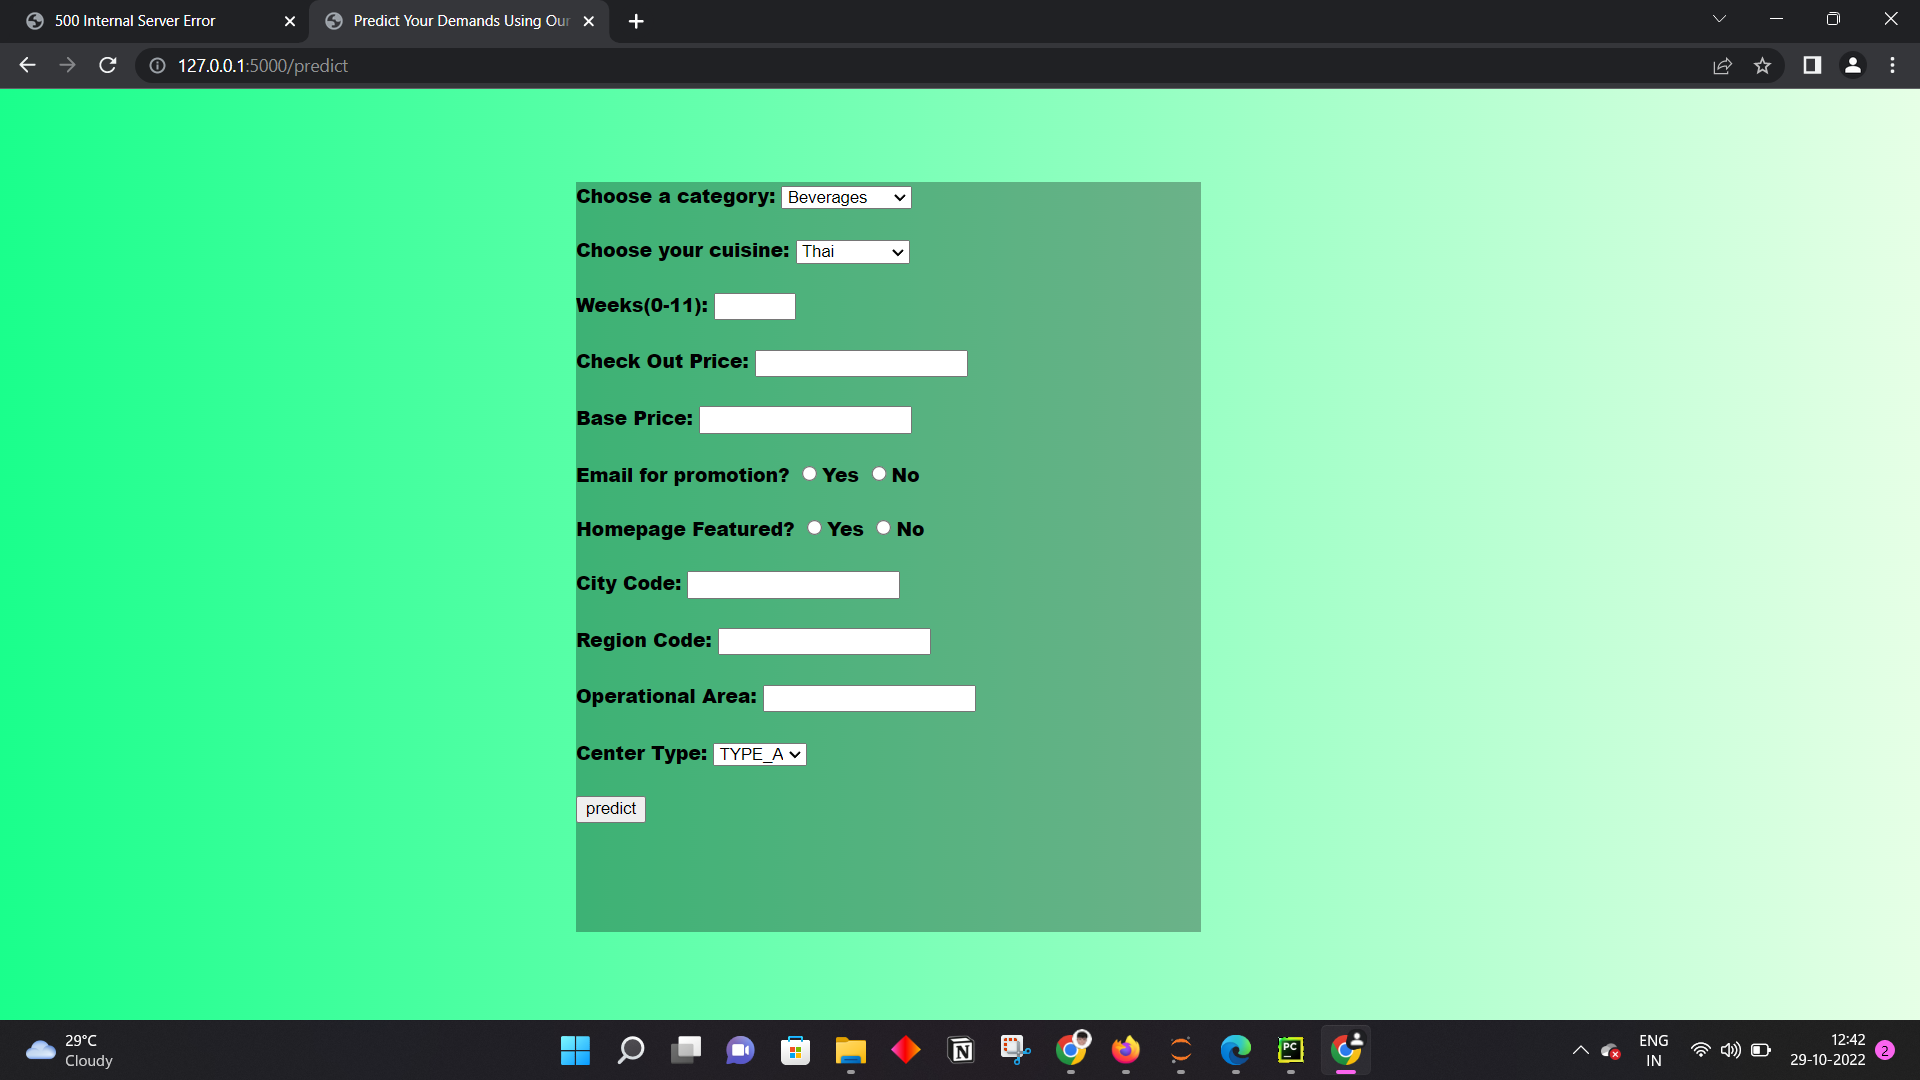 500 Internal Server Error
Predict Your Demands Using Our
127.0.0.1:5000/predict
Choose a category: Beverages
Choose your cuisine: Thai
Weeks(0-11):
Check Out Price:
Base Price:
Email for promotion? Yes No
Homepage Featured? Yes No
City Code:
Region Code:
Operational Area:
Center Type: TYPE_A
predict
29°C
Cloudy
N
PC
ENG
IN
12:42
29-10-2022
2